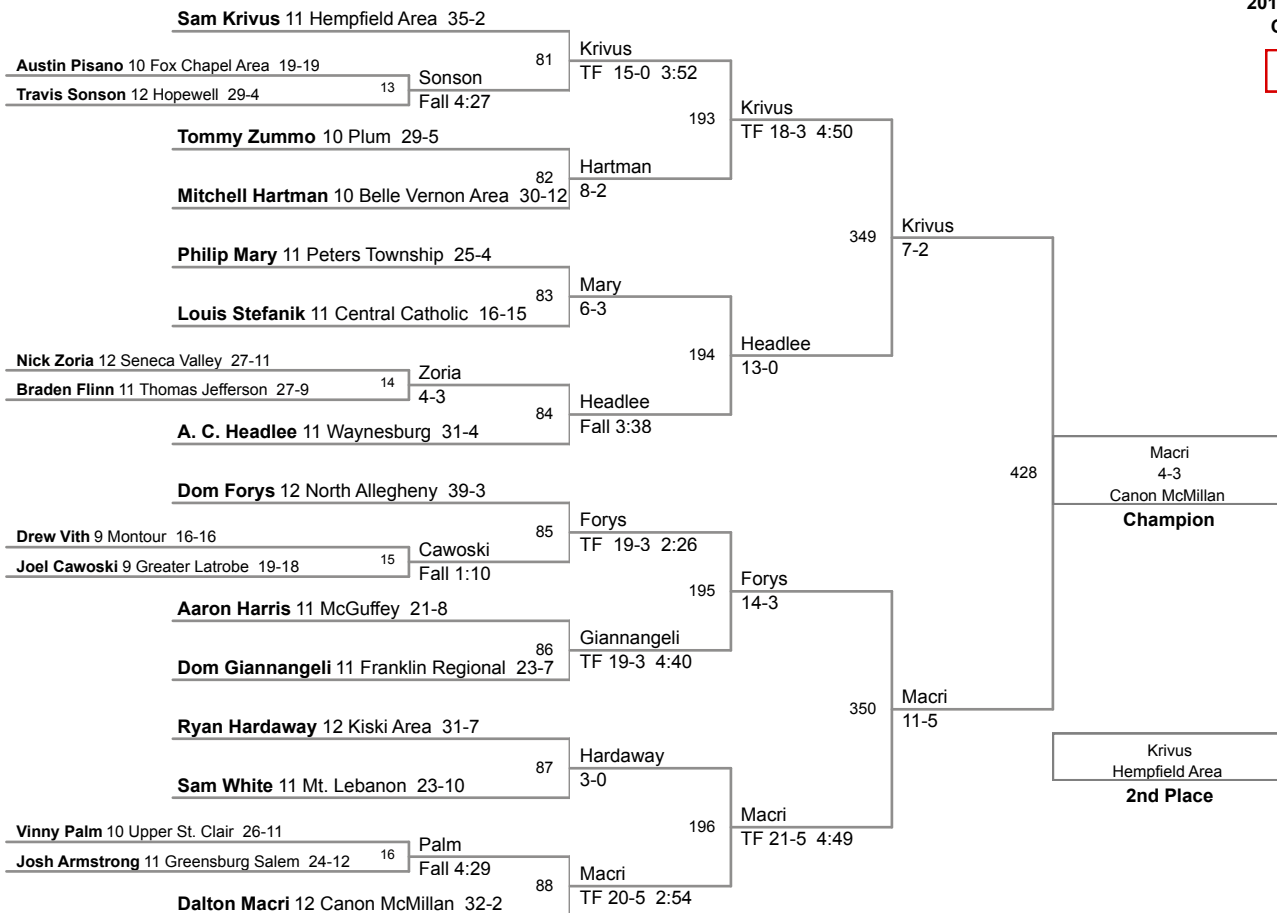 201
Sam Krivus 11 Hempfield Area 35-2
81
Krivus
TF 15-0 3:52
Austin Pisano 10 Fox Chapel Area 19-19
13
Sonson
Fall 4:27
Travis Sonson 12 Hopewell 29-4
193
Krivus
TF 18-3 4:50
Tommy Zummo 10 Plum 29-5
82
Hartman
8-2
Mitchell Hartman 10 Belle Vernon Area 30-12
349
Krivus
7-2
Philip Mary 11 Peters Township 25-4
83
Mary
6-3
Louis Stefanik 11 Central Catholic 16-15
194
Headlee
13-0
Nick Zoria 12 Seneca Valley 27-11
14
Zoria
4-3
Braden Flinn 11 Thomas Jefferson 27-9
84
Headlee
Fall 3:38
A. C. Headlee 11 Waynesburg 31-4
428
Macri
4-3
Canon McMillan
Champion
Dom Forys 12 North Allegheny 39-3
85
Forys
TF 19-3 2:26
Drew Vith 9 Montour 16-16
15
Cawoski
Fall 1:10
Joel Cawoski 9 Greater Latrobe 19-18
195
Forys
14-3
Aaron Harris 11 McGuffey 21-8
86
Giannangeli
TF 19-3 4:40
Dom Giannangeli 11 Franklin Regional 23-7
350
Macri
11-5
Ryan Hardaway 12 Kiski Area 31-7
87
Hardaway
3-0
Sam White 11 Mt. Lebanon 23-10
Krivus
Hempfield Area
2nd Place
196
Macri
TF 21-5 4:49
Vinny Palm 10 Upper St. Clair 26-11
16
Palm
Fall 4:29
Josh Armstrong 11 Greensburg Salem 24-12
88
Macri
TF 20-5 2:54
Dalton Macri 12 Canon McMillan 32-2